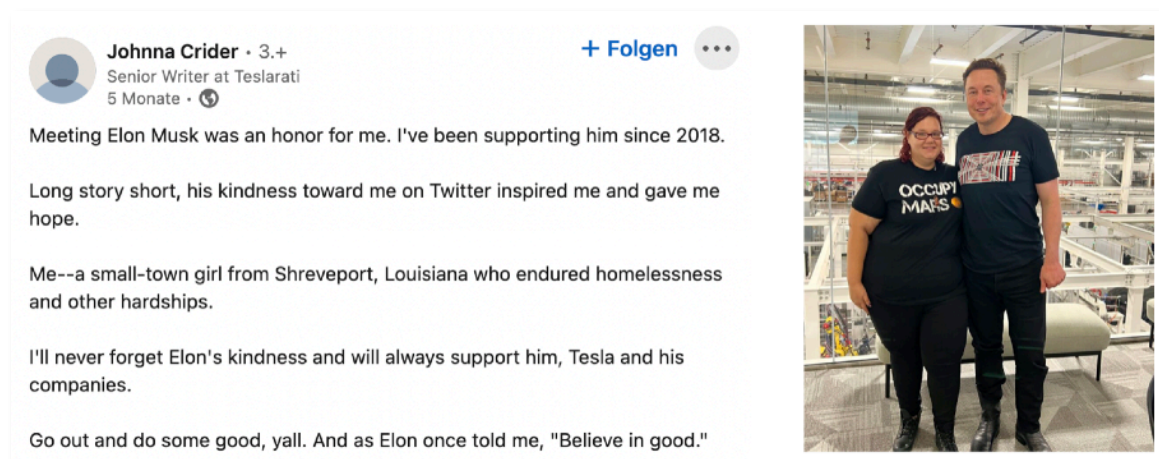 Johnna Crider • 3.+
Senior Writer at Teslarati
5 Monate •
+ Folgen
Meeting Elon Musk was an honor for me. I've been supporting him since 2018.
Long story short, his kindness toward me on Twitter inspired me and gave me
hope.
Me--a small-town girl from Shreveport, Louisiana who endured homelessness
and other hardships.
I'll never forget Elon's kindness and will always support him, Tesla and his
companies.
Go out and do some good, yall. And as Elon once told me, "Believe in good."
OCCUPY
MARS